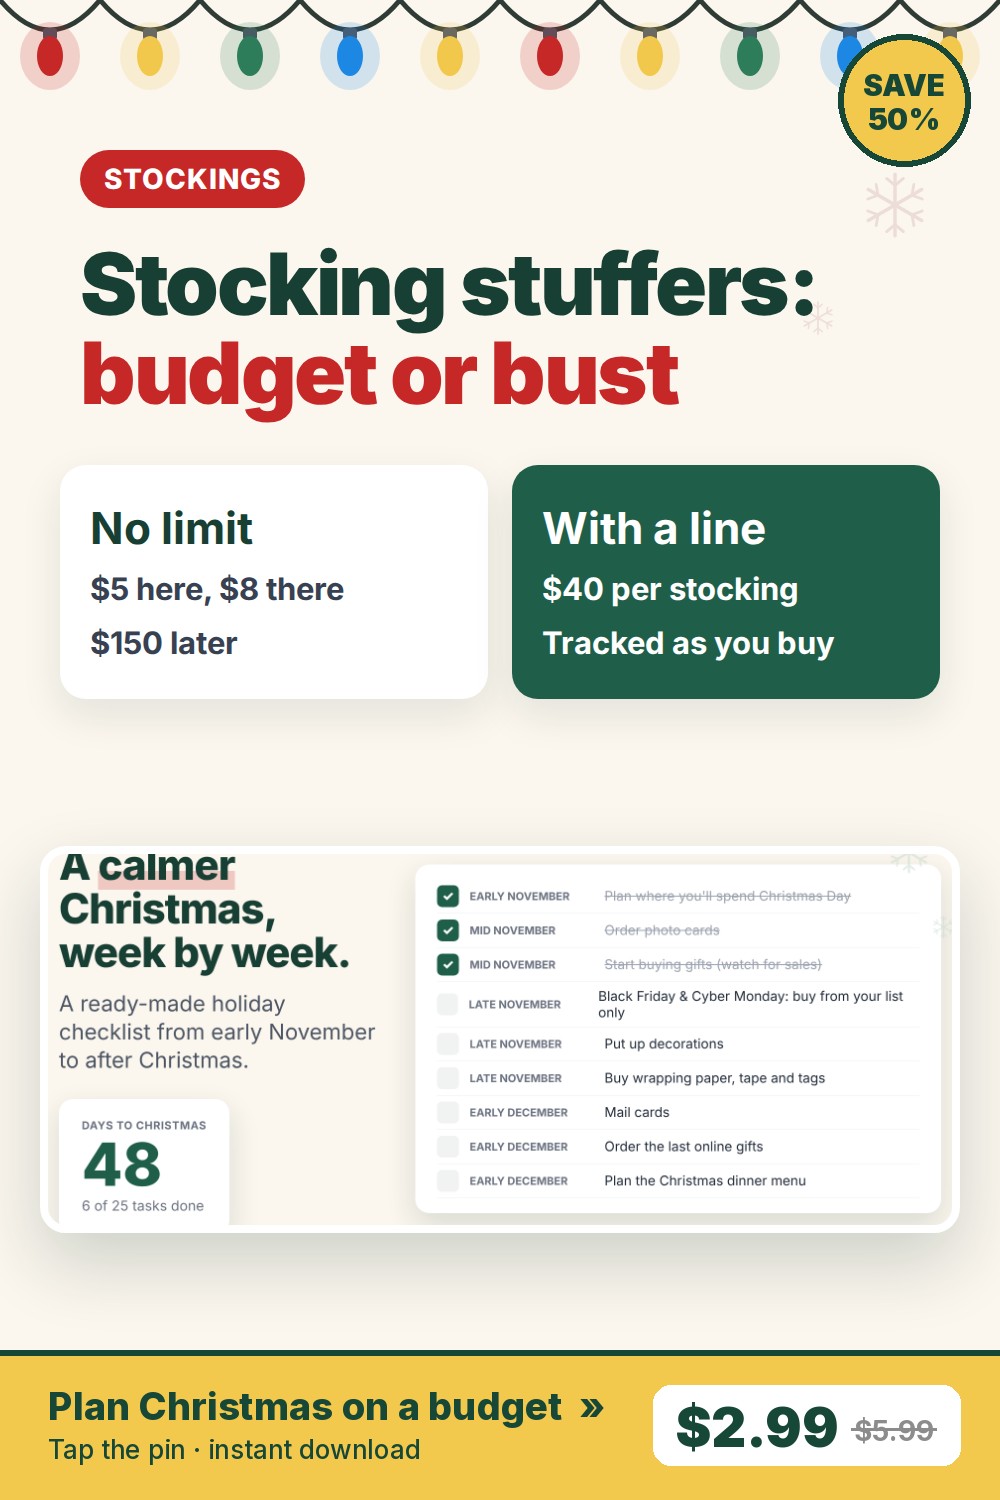 SAVE
50%
STOCKINGS
Stocking stuffers:
budget or bust
No limit
$5 here, $8 there
$150 later
With a line
$40 per stocking
Tracked as you buy
A calmer
Christmas,
week by week.
A ready-made holiday
checklist from early November
to after Christmas.
DAYS TO CHRISTMAS
48
6 of 25 tasks done
EARLY NOVEMBER Plan where you'll spend Christmas Day
MID NOVEMBER Order photo cards
MID NOVEMBER Start buying gifts (watch for sales)
LATE NOVEMBER Black Friday & Cyber Monday: buy from your list
only
LATE NOVEMBER Put up decorations
LATE NOVEMBER Buy wrapping paper, tape and tags
EARLY DECEMBER Mail cards
EARLY DECEMBER Order the last online gifts
EARLY DECEMBER Plan the Christmas dinner menu
Plan Christmas on a budget »
Tap the pin · instant download
$2.99 $5.99